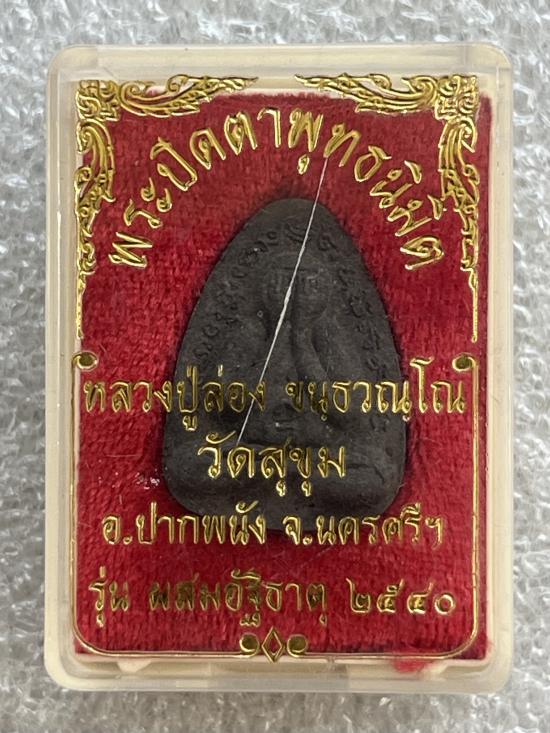 พระปิดตาพุทธนิมิต
หลวงปู่ล่อง ขนฺธวณฺโณ
วัดสุขุม
อ.ปากพนัง จ.นครศรีฯ
รุ่น ผสมอัฐิธาตุ ๒๕๔๐